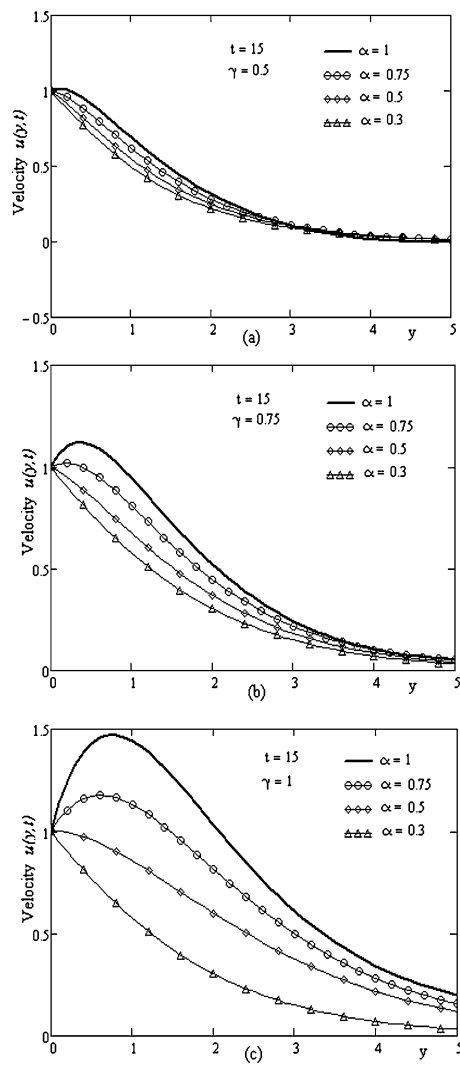 1.5
t = 15
γ = 0.5
α = 1
α = 0.75
α = 0.5
α = 0.3
1
0.5
0
−0.5
Velocity u(y,t)
0 1 2 3 4 y 5
(a)
1.5
t = 15
γ = 0.75
α = 1
α = 0.75
α = 0.5
α = 0.3
1
0.5
0
Velocity u(y,t)
0 1 2 3 4 y 5
(b)
1.5
t = 15
γ = 1
α = 1
α = 0.75
α = 0.5
α = 0.3
1
0.5
0
Velocity u(y,t)
0 1 2 3 4 y 5
(c)